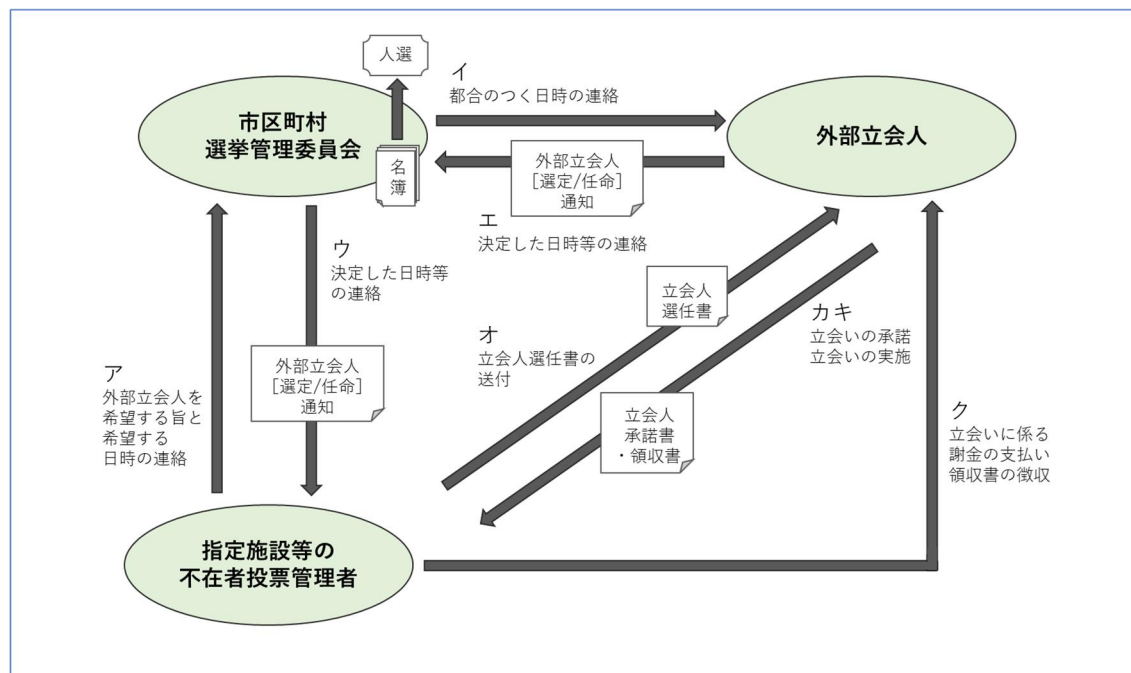 人選
イ
都合のつく日時の連絡
市区町村
選挙管理委員会
名
簿
外部立会人
外部立会人
[選定/任命]
通知
エ
決定した日時等の連絡
ウ
決定した日時等
の連絡
立会人
選任書
カキ
立会いの承諾
立会いの実施
オ
立会人選任書の
送付
ア
外部立会人を
希望する旨と
希望する
日時の連絡
外部立会人
[選定/任命]
通知
立会人
承諾書
・領収書
ク
立会いに係る
謝金の支払い
領収書の徴収
指定施設等の
不在者投票管理者